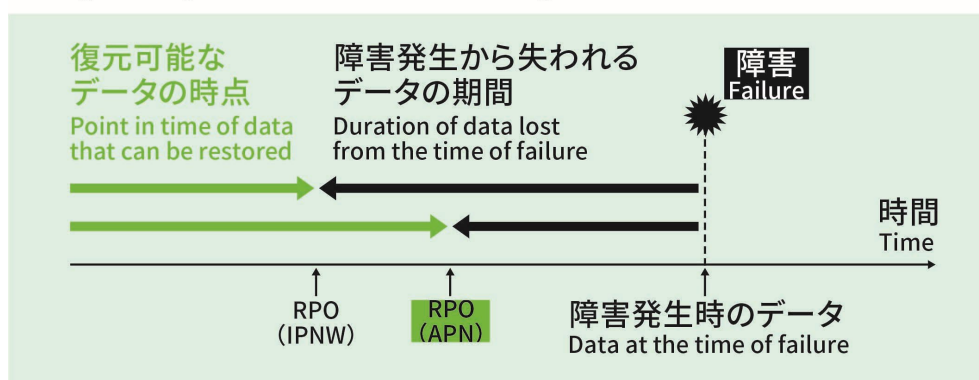 復元可能な
データの時点
Point in time of data
that can be restored
障害発生から失われる
データの期間
Duration of data lost
from the time of failure
障害
Failure
時間
Time
RPO
(IPNW)
RPO
(APN)
障害発生時のデータ
Data at the time of failure